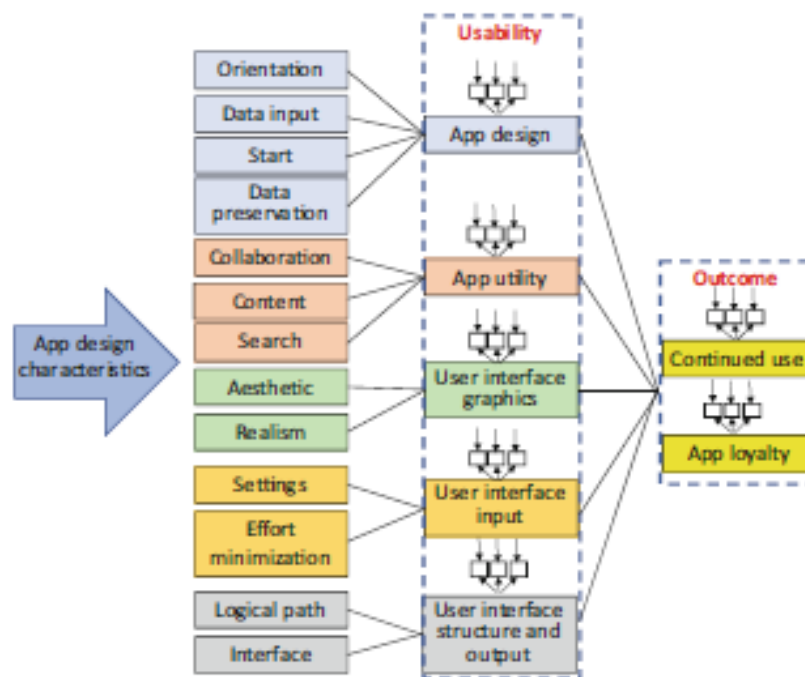 Usability
Orientation
Data input
App design
Start
Data
preservation
Collaboration
Content
App utility
Search
Outcome
App design
characteristics
Continued use
Aesthetic
User interface
graphics
Realism
App loyalty
Settings
User interface
input
Effort
minimization
Logical path
User interface
structure and
output
Interface